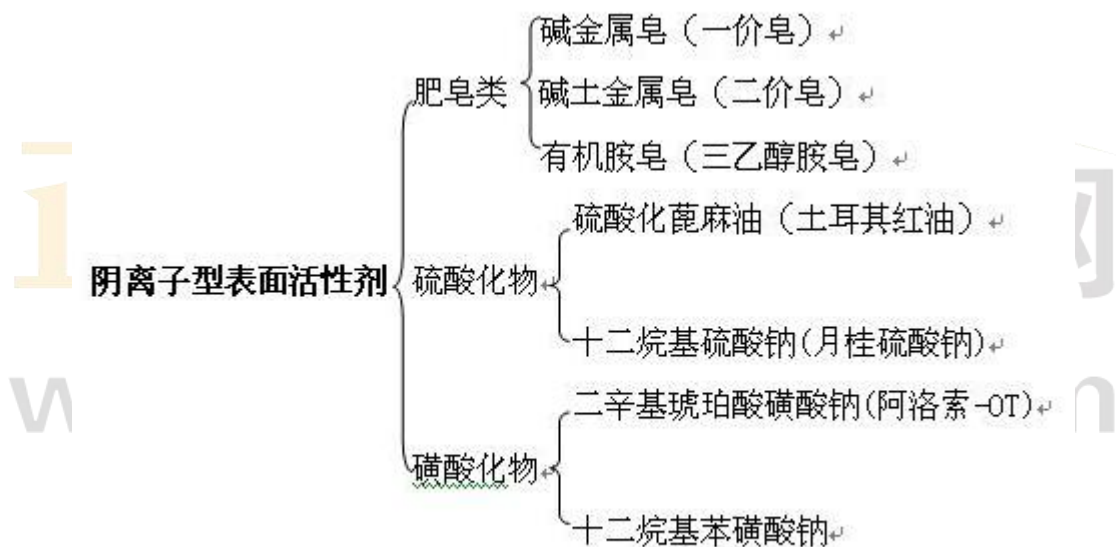 碱金属皂（一价皂）
肥皂类
碱土金属皂（二价皂）
有机胺皂（三乙醇胺皂）
硫酸化蓖麻油（土耳其红油）
阴离子型表面活性剂
硫酸化物
十二烷基硫酸钠(月桂硫酸钠)
二辛基琥珀酸磺酸钠(阿洛索-OT)
磺酸化物
十二烷基苯磺酸钠
网
w